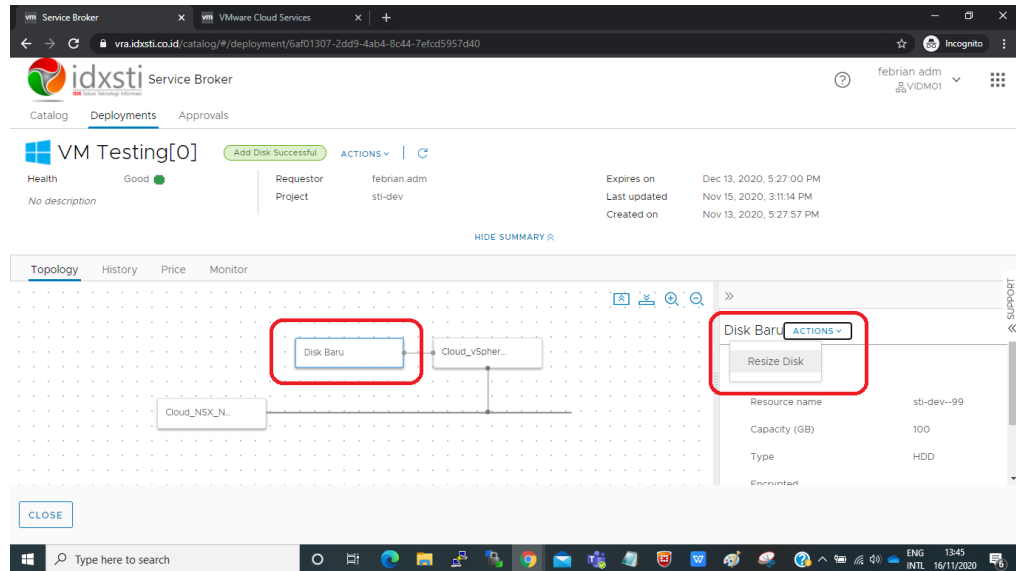 Service Broker
VMware Cloud Services
vra.idxsti.co.id/catalog/#/deployment/6af01307-2dd9-4ab4-8c44-7efcd5957d40
Incognito
idxsti Service Broker
IDX Solusi Teknologi Informasi
febrian adm
VIDM01
Catalog Deployments Approvals
VM Testing[0] Add Disk Successful ACTIONS
Health Good Requestor febrian.adm Expires on Dec 13, 2020, 5:27:00 PM
No description Project sti-dev Last updated Nov 15, 2020, 3:11:14 PM
Created on Nov 13, 2020, 5:27:57 PM
HIDE SUMMARY
Topology History Price Monitor
SUPPORT
Disk Baru ACTIONS
Resize Disk
Disk Baru Cloud_vSpher...
Cloud_NSX_N...
Resource name sti-dev--99
Capacity (GB) 100
Type HDD
Encrypted
CLOSE
Type here to search
ENG 13:45
INTL 16/11/2020
6